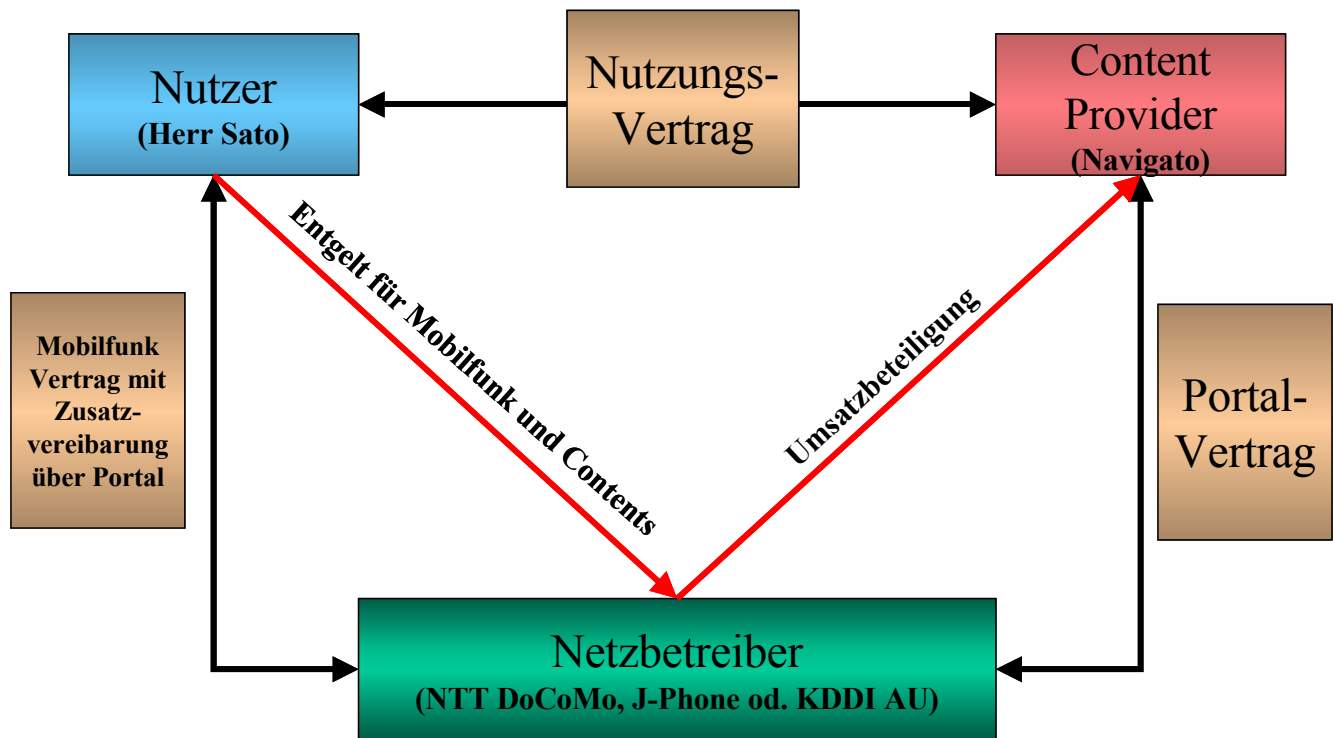 Nutzer
(Herr Sato)
Nutzungs-
Vertrag
Content
Provider
(Navigato)
Entgelt für Mobilfunk und Contents
Umsatzbeteiligung
Mobilfunk
Vertrag mit
Zusatz-
vereibarung
über Portal
Portal-
Vertrag
Netzbetreiber
(NTT DoCoMo, J-Phone od. KDDI AU)